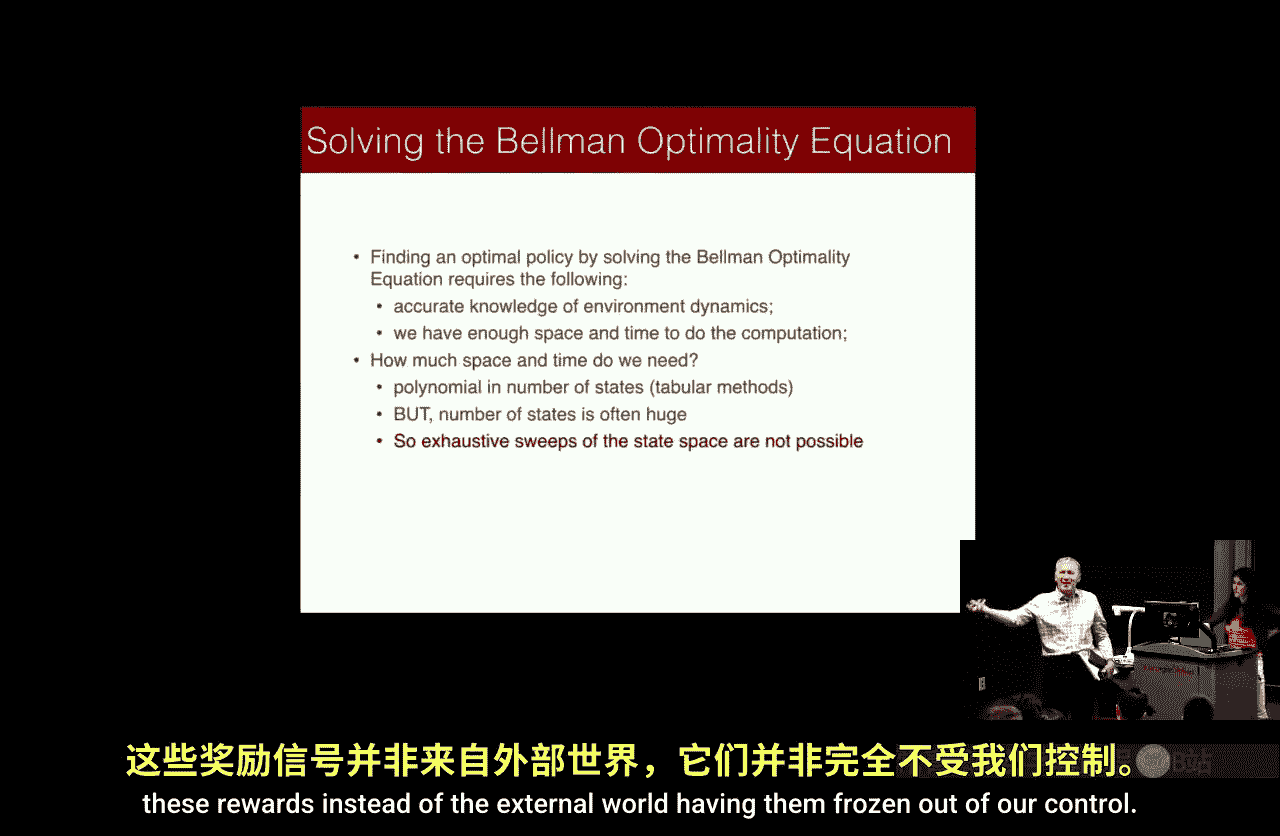 Solving the Bellman Optimality Equation
• Finding an optimal policy by solving the Bellman Optimality
Equation requires the following:
• accurate knowledge of environment dynamics;
• we have enough space and time to do the computation;
• How much space and time do we need?
• polynomial in number of states (tabular methods)
• BUT, number of states is often huge
• So exhaustive sweeps of the state space are not possible
这些奖励信号并非来自外部世界，它们并非完全不受我们控制。
B站
these rewards instead of the external world having them frozen out of our control.